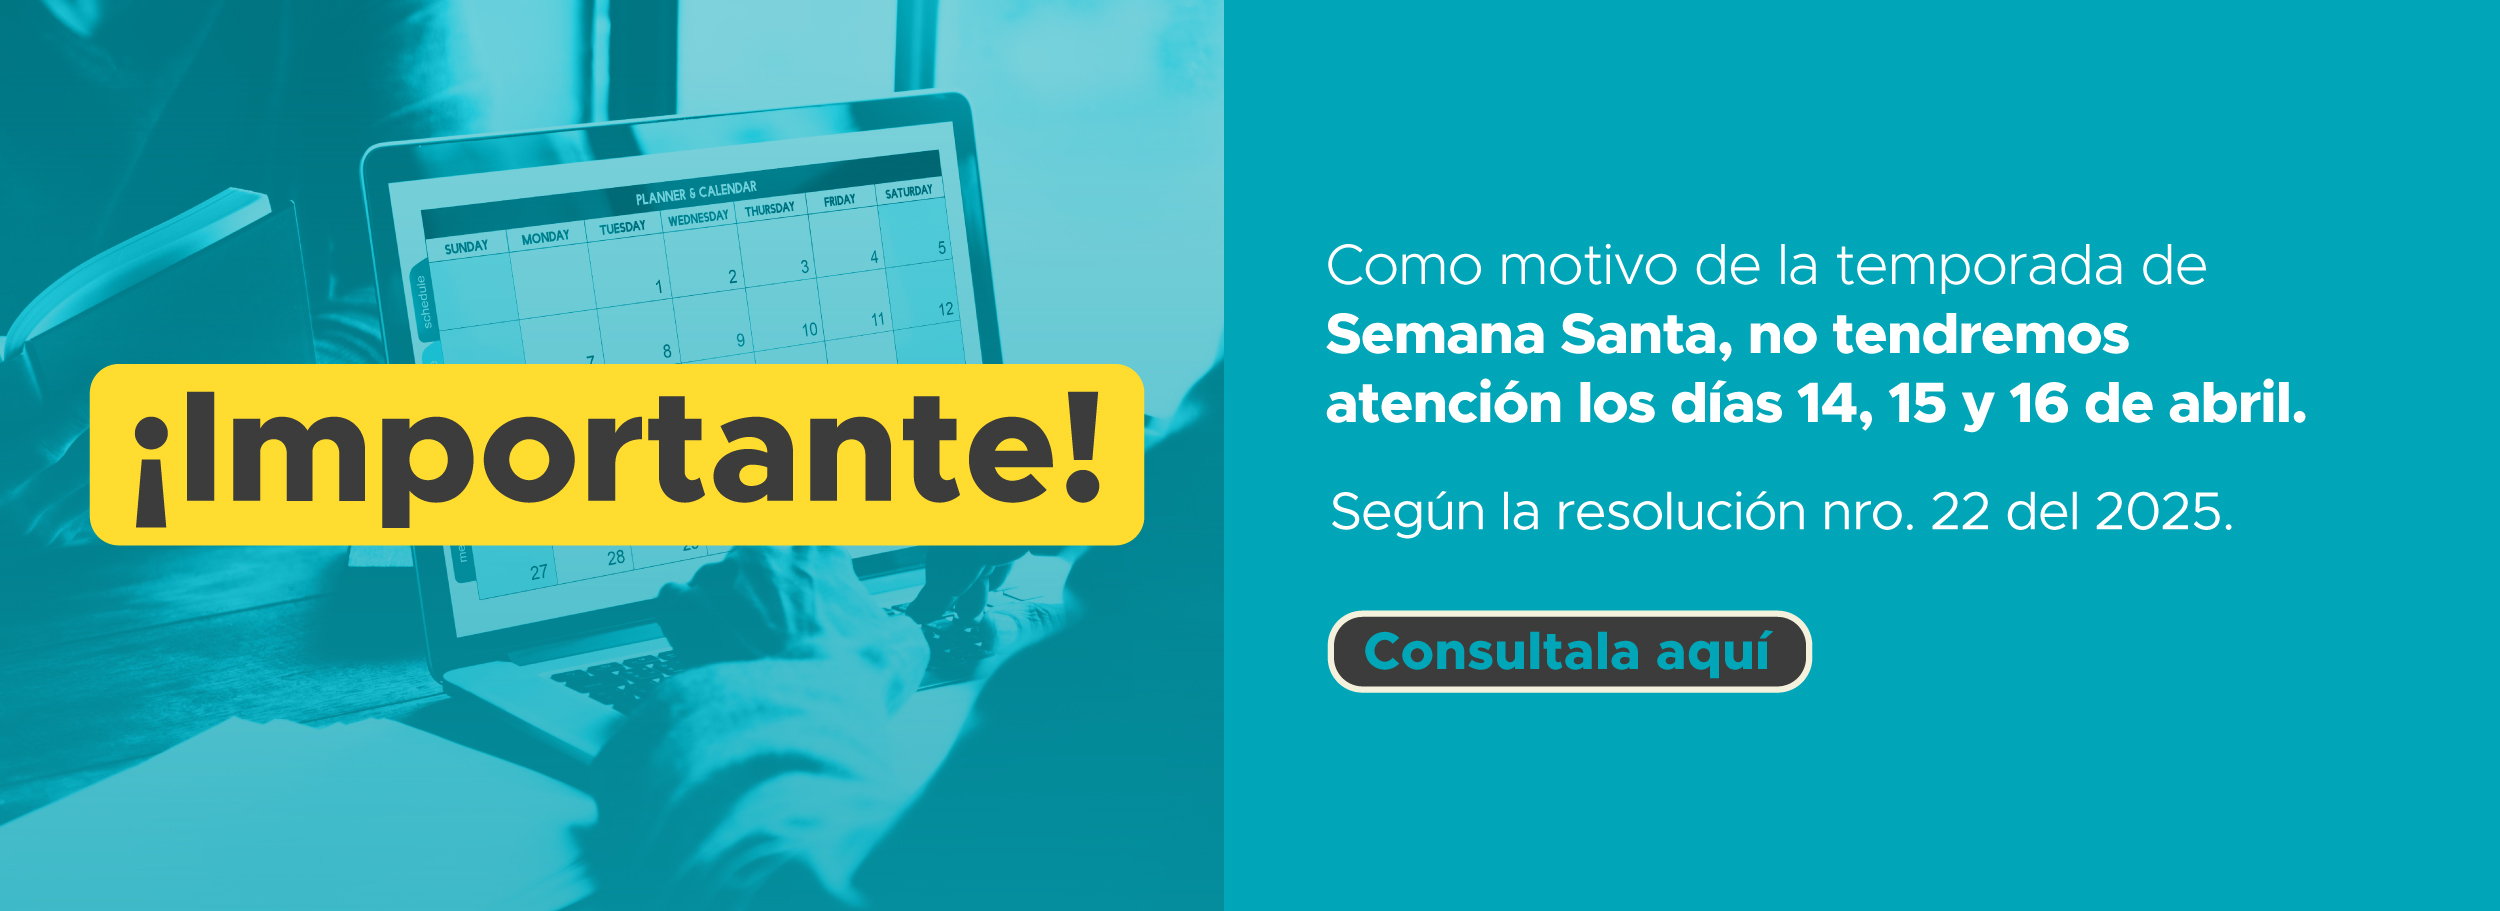 PLANNER & CALENDAR
SUNDAY MONDAY TUESDAY WEDNESDAY THURSDAY FRIDAY SATURDAY
1 2 3 4 5
schedule
7 8 9 10 11 12
¡Importante!
27 28
Como motivo de la temporada de
Semana Santa, no tendremos
atención los días 14, 15 y 16 de abril.
Según la resolución nro. 22 del 2025.
Consultala aquí